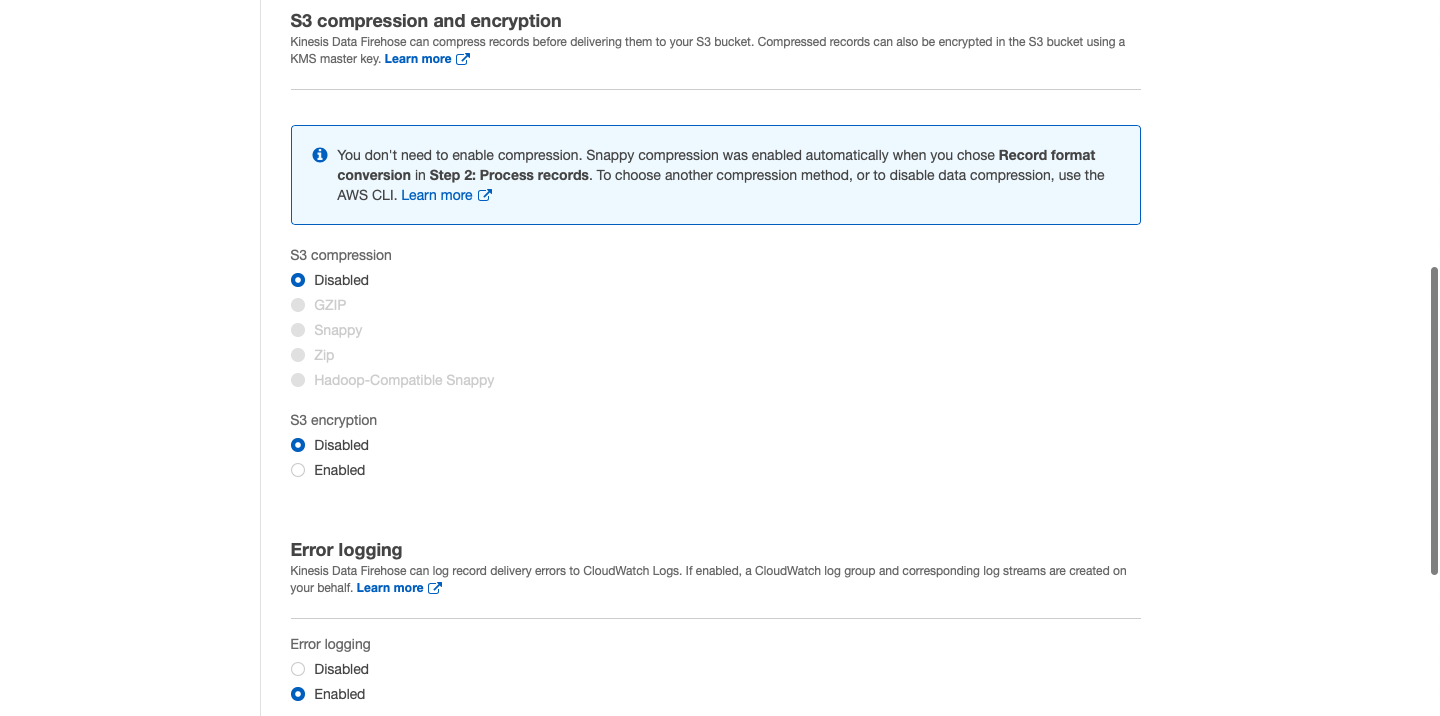 S3 compression and encryption
Kinesis Data Firehose can compress records before delivering them to your S3 bucket. Compressed records can also be encrypted in the S3 bucket using a
KMS master key. Learn more
You don't need to enable compression. Snappy compression was enabled automatically when you chose Record format
conversion in Step 2: Process records. To choose another compression method, or to disable data compression, use the
AWS CLI. Learn more
S3 compression
Disabled
GZIP
Snappy
Zip
Hadoop-Compatible Snappy
S3 encryption
Disabled
Enabled
Error logging
Kinesis Data Firehose can log record delivery errors to CloudWatch Logs. If enabled, a CloudWatch log group and corresponding log streams are created on
your behalf. Learn more
Error logging
Disabled
Enabled